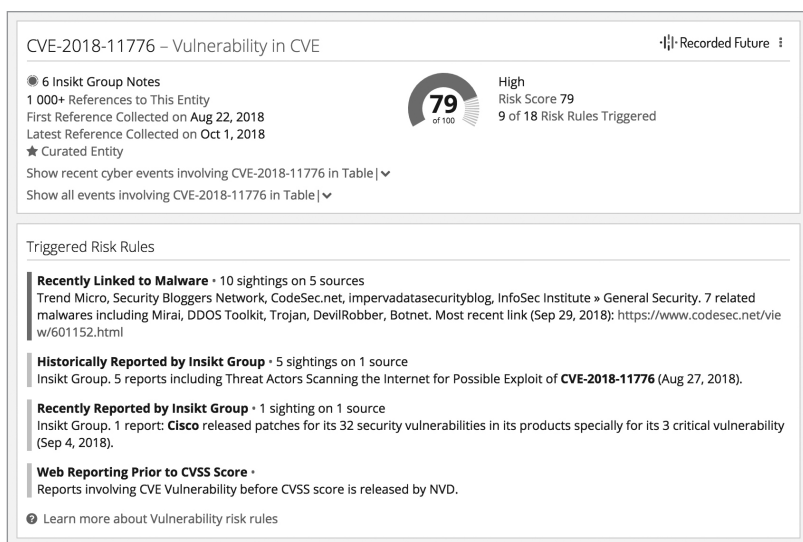 CVE-2018-11776 – Vulnerability in CVE
Recorded Future
6 Insikt Group Notes
1 000+ References to This Entity
First Reference Collected on Aug 22, 2018
Latest Reference Collected on Oct 1, 2018
Curated Entity
Show recent cyber events involving CVE-2018-11776 in Table|
Show all events involving CVE-2018-11776 in Table|
79
of 100
High
Risk Score 79
9 of 18 Risk Rules Triggered
Triggered Risk Rules
Recently Linked to Malware • 10 sightings on 5 sources
Trend Micro, Security Bloggers Network, CodeSec.net, impervadatasecurityblog, InfoSec Institute » General Security. 7 related
malwares including Mirai, DDOS Toolkit, Trojan, DevilRobber, Botnet. Most recent link (Sep 29, 2018): https://www.codesec.net/vie
w/601152.html
Historically Reported by Insikt Group • 5 sightings on 1 source
Insikt Group. 5 reports including Threat Actors Scanning the Internet for Possible Exploit of CVE-2018-11776 (Aug 27, 2018).
Recently Reported by Insikt Group • 1 sighting on 1 source
Insikt Group. 1 report: Cisco released patches for its 32 security vulnerabilities in its products specially for its 3 critical vulnerability
(Sep 4, 2018).
Web Reporting Prior to CVSS Score •
Reports involving CVE Vulnerability before CVSS score is released by NVD.
Learn more about Vulnerability risk rules